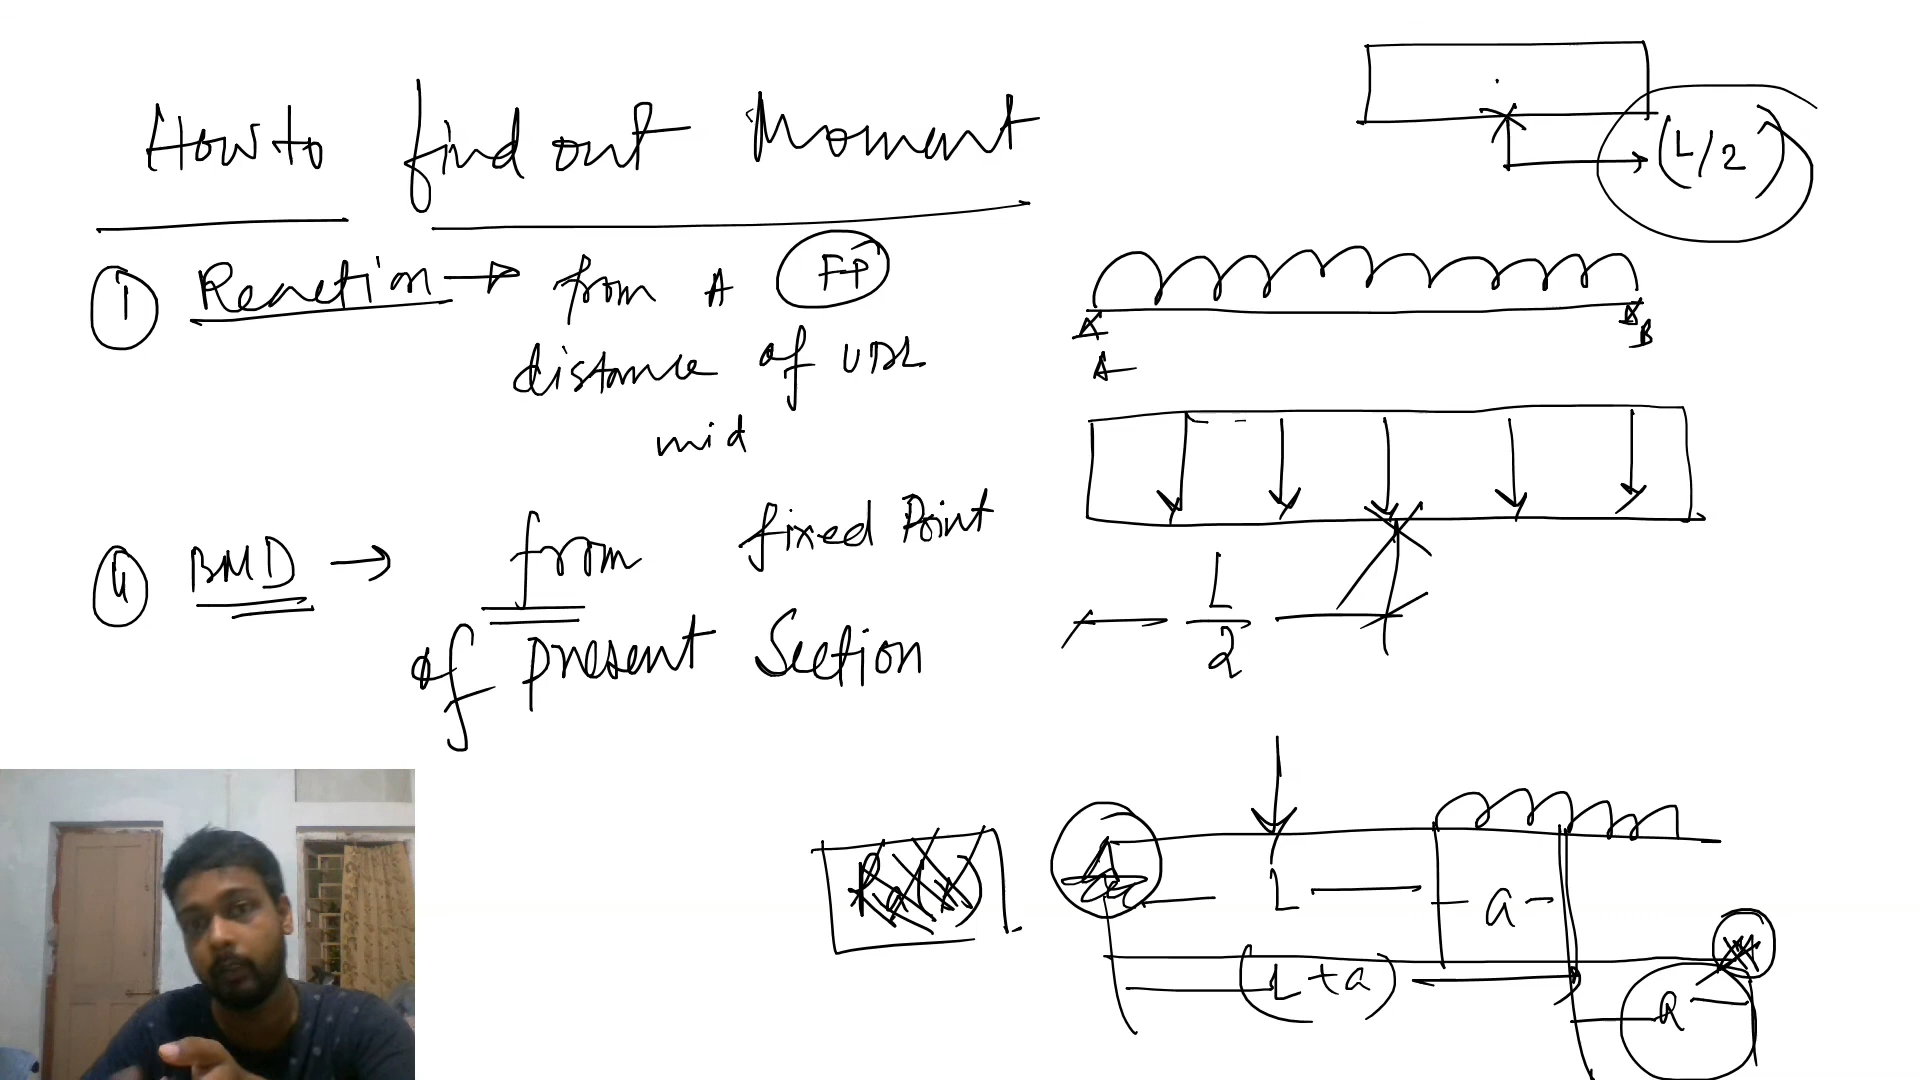 How to find out Moment
(L/2)
① Reaction → from A FP
distance of UDL
mid
A
B
② BMD → from fixed Point
of present Section
L/2
L
a
(L+a)
a